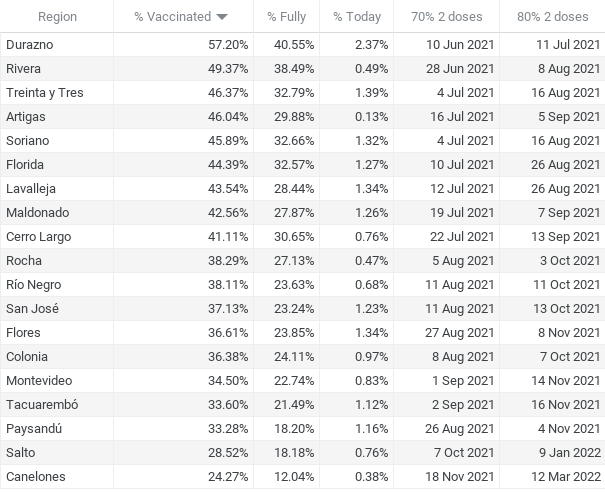 Region % Vaccinated % Fully % Today 70% 2 doses 80% 2 doses
Durazno 57.20% 40.55% 2.37% 10 Jun 2021 11 Jul 2021
Rivera 49.37% 38.49% 0.49% 28 Jun 2021 8 Aug 2021
Treinta y Tres 46.37% 32.79% 1.39% 4 Jul 2021 16 Aug 2021
Artigas 46.04% 29.88% 0.13% 16 Jul 2021 5 Sep 2021
Soriano 45.89% 32.66% 1.32% 4 Jul 2021 16 Aug 2021
Florida 44.39% 32.57% 1.27% 10 Jul 2021 26 Aug 2021
Lavalleja 43.54% 28.44% 1.34% 12 Jul 2021 26 Aug 2021
Maldonado 42.56% 27.87% 1.26% 19 Jul 2021 7 Sep 2021
Cerro Largo 41.11% 30.65% 0.76% 22 Jul 2021 13 Sep 2021
Rocha 38.29% 27.13% 0.47% 5 Aug 2021 3 Oct 2021
Río Negro 38.11% 23.63% 0.68% 11 Aug 2021 11 Oct 2021
San José 37.13% 23.24% 1.23% 11 Aug 2021 13 Oct 2021
Flores 36.61% 23.85% 1.34% 27 Aug 2021 8 Nov 2021
Colonia 36.38% 24.11% 0.97% 8 Aug 2021 7 Oct 2021
Montevideo 34.50% 22.74% 0.83% 1 Sep 2021 14 Nov 2021
Tacuarembó 33.60% 21.49% 1.12% 2 Sep 2021 16 Nov 2021
Paysandú 33.28% 18.20% 1.16% 26 Aug 2021 4 Nov 2021
Salto 28.52% 18.18% 0.76% 7 Oct 2021 9 Jan 2022
Canelones 24.27% 12.04% 0.38% 18 Nov 2021 12 Mar 2022